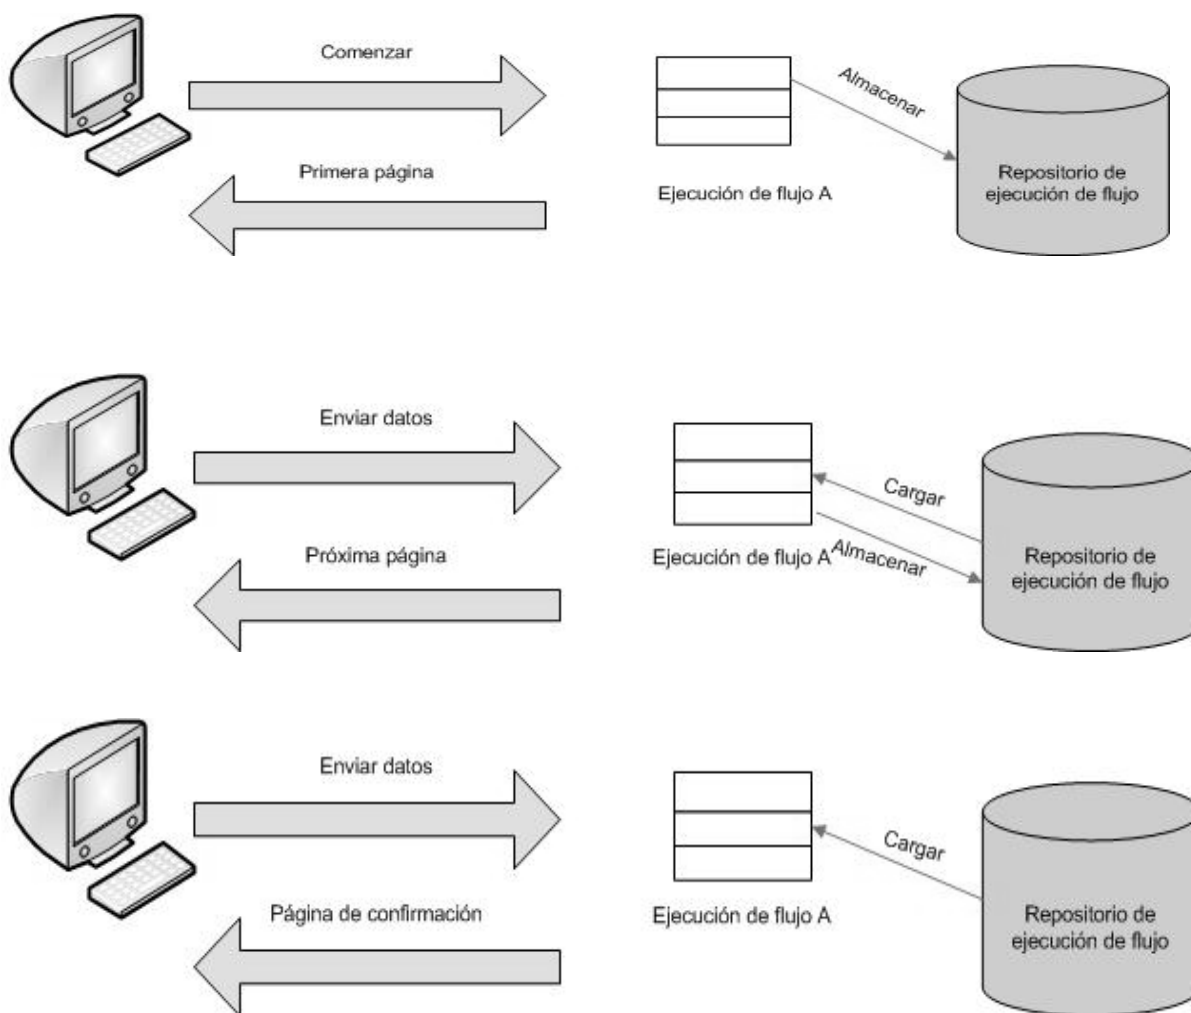 Comenzar
Almacenar
Primera página
Ejecución de flujo A
Repositorio de
ejecución de flujo
Enviar datos
Cargar
Próxima página
Ejecución de flujo A
Almacenar
Repositorio de
ejecución de flujo
Enviar datos
Cargar
Página de confirmación
Ejecución de flujo A
Repositorio de
ejecución de flujo